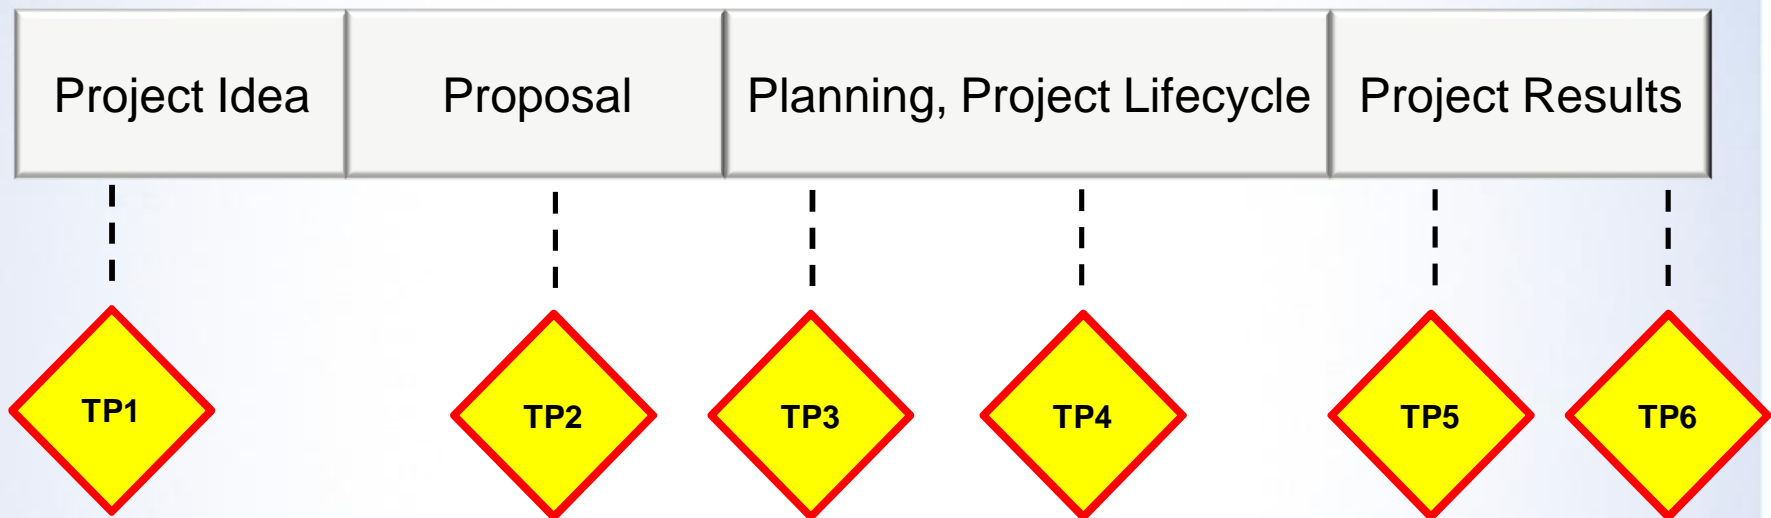 Project Idea
Proposal
Planning, Project Lifecycle
Project Results
TP1
TP2
TP3
TP4
TP5
TP6